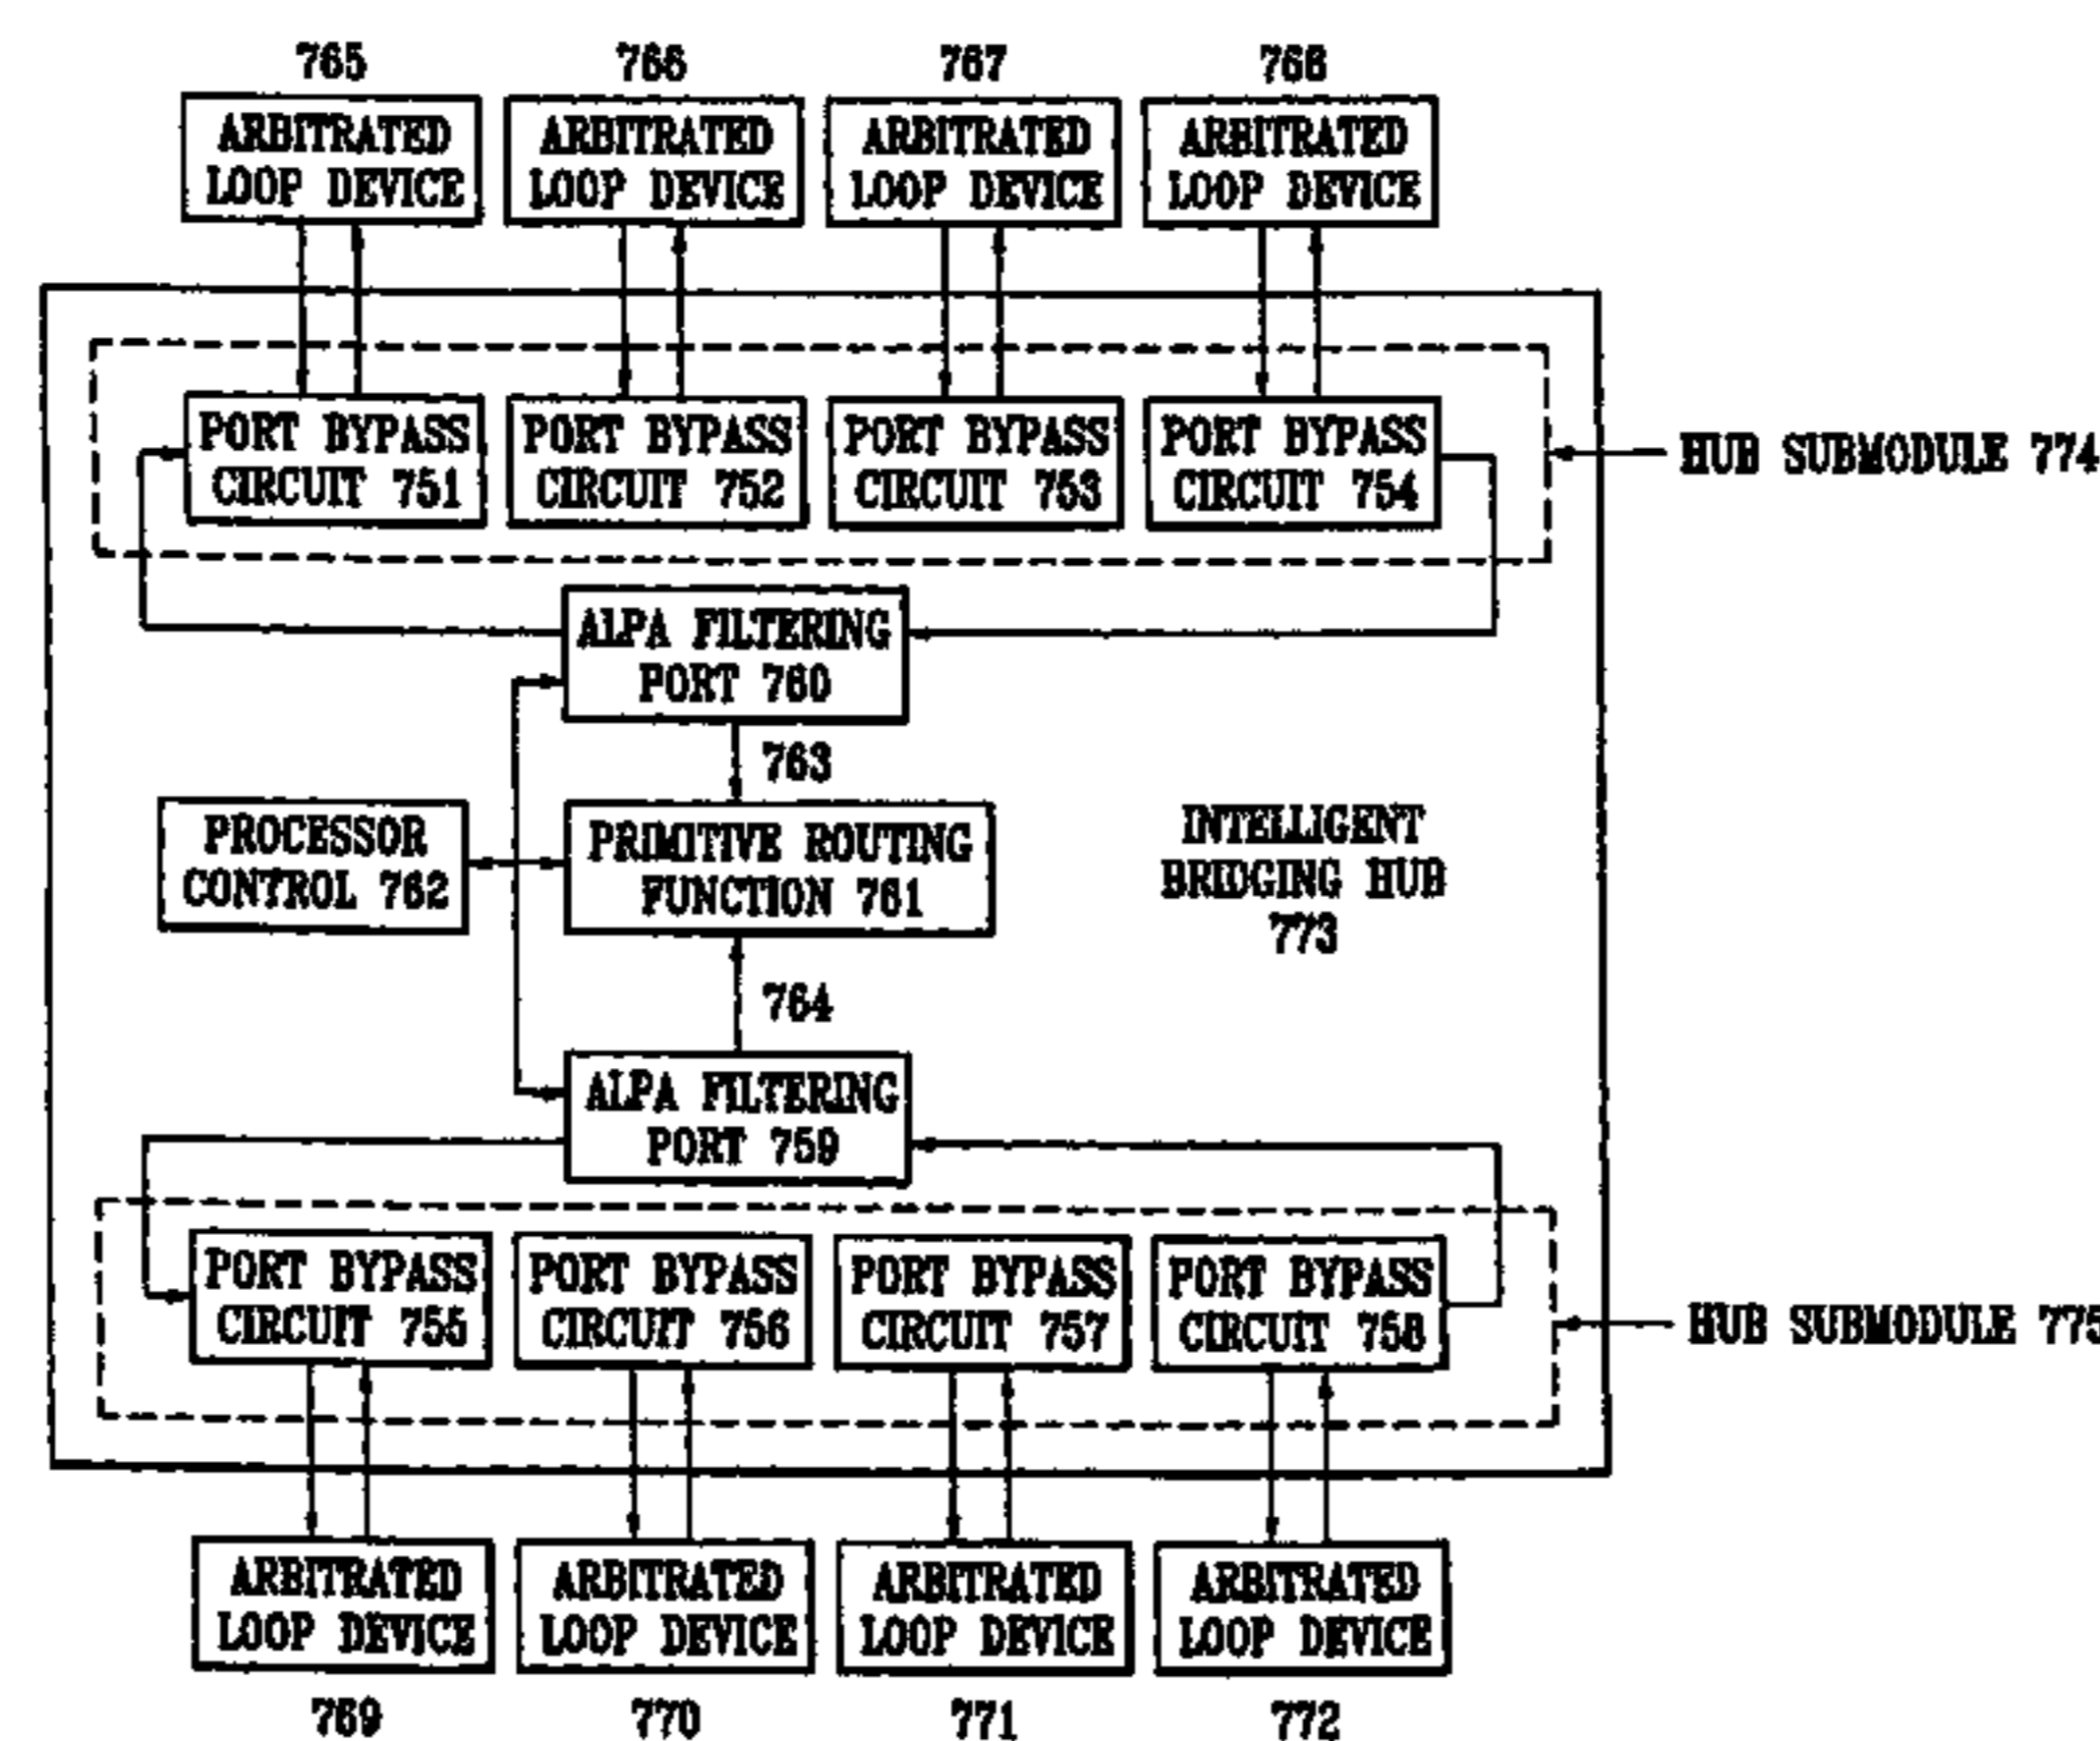 765 766 767 768
ARBITRATED ARBITRATED ARBITRATED ARBITRATED
LOOP DEVICE LOOP DEVICE LOOP DEVICE LOOP DEVICE
PORT BYPASS PORT BYPASS PORT BYPASS PORT BYPASS
CIRCUIT 751 CIRCUIT 752 CIRCUIT 753 CIRCUIT 754
HUB SUBMODULE 774
ALPA FILTERING
PORT 760
763
PROCESSOR
CONTROL 762
PRIMITIVE ROUTING
FUNCTION 761
INTELLIGENT
BRIDGING HUB
773
764
ALPA FILTERING
PORT 759
PORT BYPASS PORT BYPASS PORT BYPASS PORT BYPASS
CIRCUIT 755 CIRCUIT 756 CIRCUIT 757 CIRCUIT 758
HUB SUBMODULE 775
ARBITRATED ARBITRATED ARBITRATED ARBITRATED
LOOP DEVICE LOOP DEVICE LOOP DEVICE LOOP DEVICE
769 770 771 772